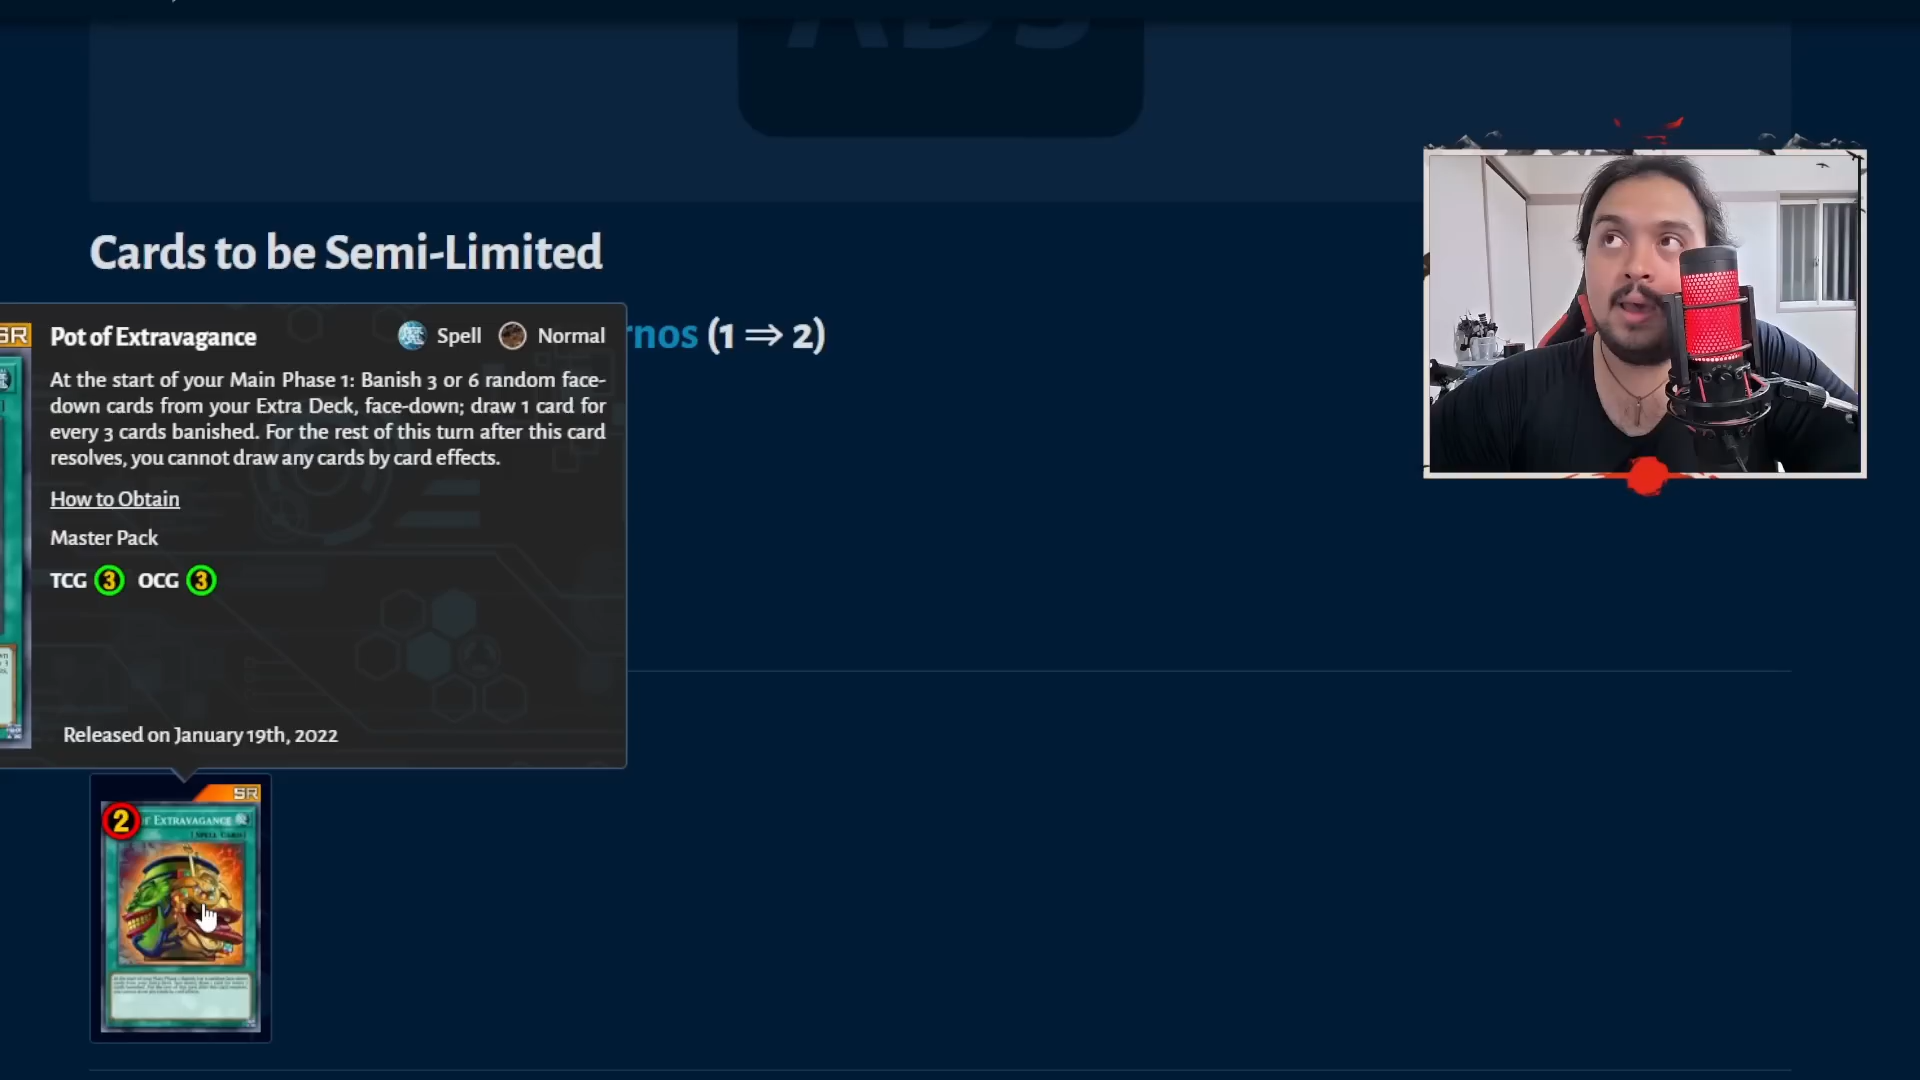 ADS
Cards to be Semi-Limited
rnos (1 ⇒ 2)
SR
Pot of Extravagance
Spell
Normal
At the start of your Main Phase 1: Banish 3 or 6 random face-
down cards from your Extra Deck, face-down; draw 1 card for
every 3 cards banished. For the rest of this turn after this card
resolves, you cannot draw any cards by card effects.
How to Obtain
Master Pack
TCG 3 OCG 3
Released on January 19th, 2022
SR
2
F EXTRAVAGANCE